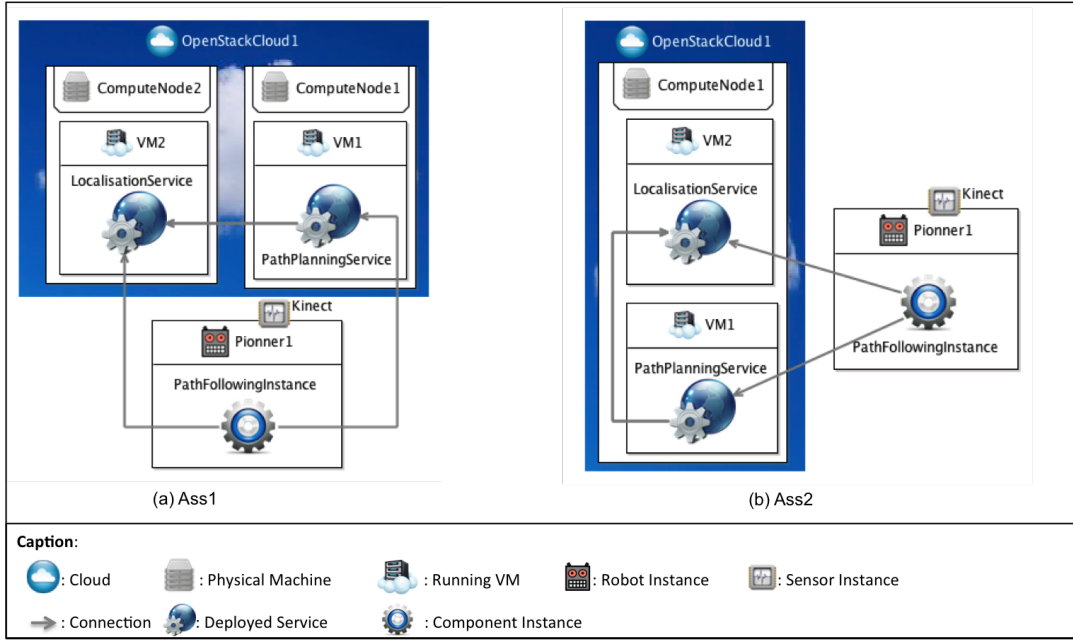 OpenStackCloud1
ComputeNode2
ComputeNode1
VM2
VM1
LocalisationService
PathPlanningService
Kinect
Pionner1
PathFollowingInstance
(a) Ass1
OpenStackCloud1
ComputeNode1
VM2
LocalisationService
Kinect
Pionner1
VM1
PathFollowingInstance
PathPlanningService
(b) Ass2
Caption:
: Cloud
: Physical Machine
: Running VM
: Robot Instance
: Sensor Instance
: Connection
: Deployed Service
: Component Instance